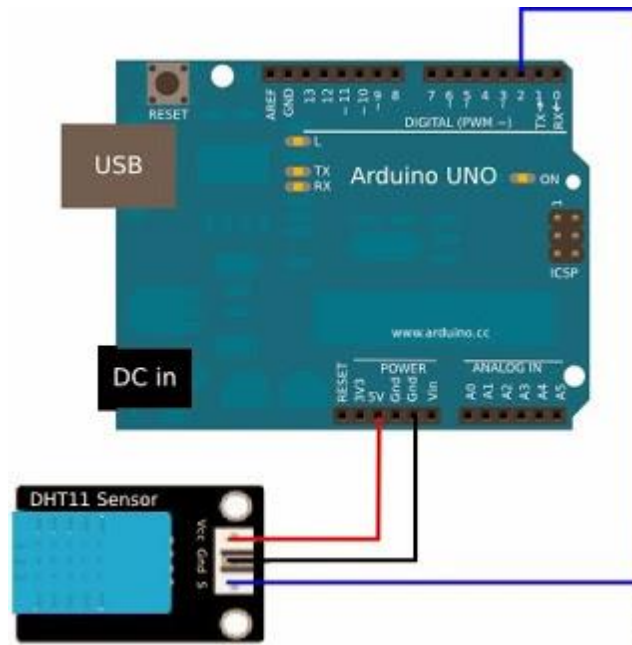 RESET
AREF
GND
13
12
~11
~10
~9
8
7
~6
~5
4
~3
2
TX→1
RX←0
DIGITAL (PWM ~)
L
USB
TX
RX
Arduino UNO
ON
1
ICSP
www.arduino.cc
DC in
POWER
ANALOG IN
RESET
3V3
5V
Gnd
Gnd
Vin
A0
A1
A2
A3
A4
A5
DHT11 Sensor
Vcc
Gnd
S